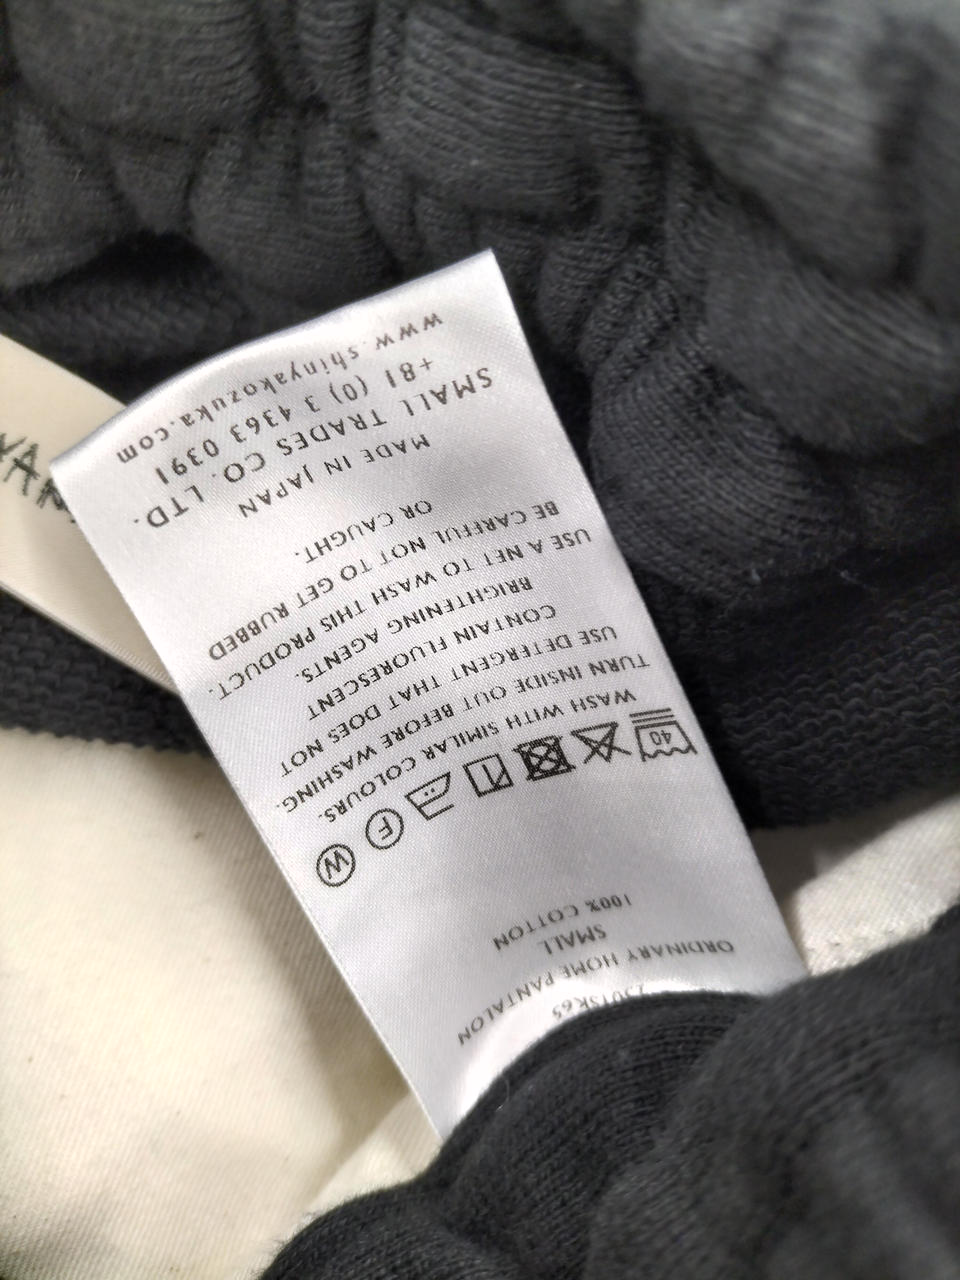 ORDINARY HOME PANTALON
SMALL
100% COTTON
40
F
W
WASH WITH SIMILAR COLOURS.
TURN INSIDE OUT BEFORE WASHING.
USE DETERGENT THAT DOES NOT
CONTAIN FLUORESCENT
BRIGHTENING AGENTS.
USE A NET TO WASH THIS PRODUCT.
BE CAREFUL NOT TO GET RUBBED
OR CAUGHT.
MADE IN JAPAN
SMALL TRADES CO. LTD.
+81 (0) 3 4363 0391
www.shinyakozuka.com